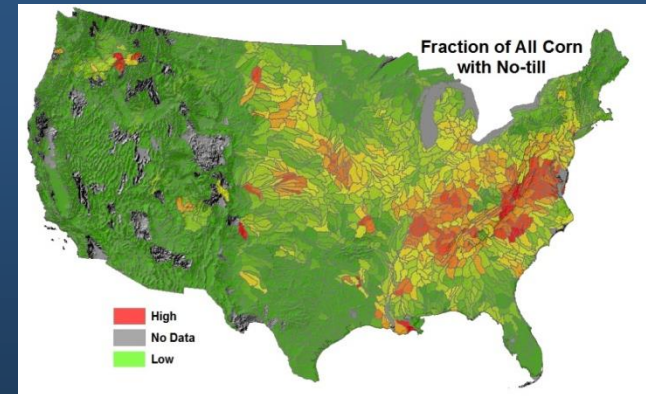 Fraction of All Corn
with No-till
High
No Data
Low